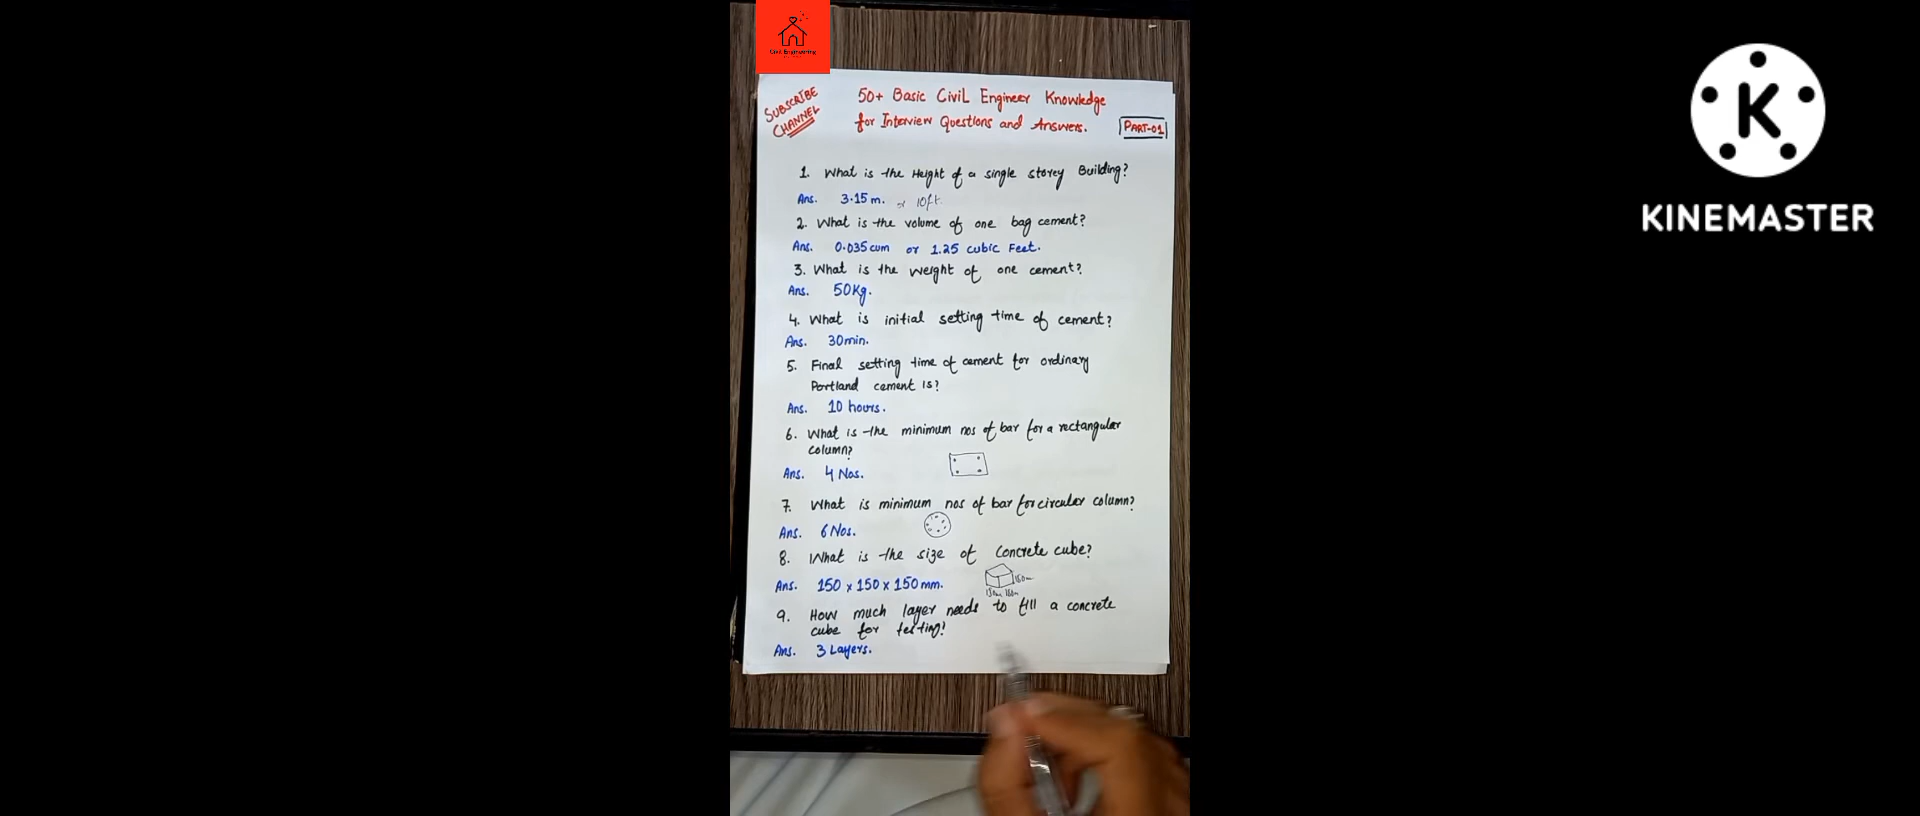 Civil Engineering
SUBSCRIBE
CHANNEL
50+ Basic Civil Engineer Knowledge
for Interview Questions and Answers.
PART-01
1. What is the Height of a single storey Building?
Ans. 3.15 m. or 10ft.
2. What is the volume of one bag cement?
Ans. 0.035 cum or 1.25 cubic Feet.
3. What is the weight of one cement?
Ans. 50Kg.
4. What is initial setting time of cement?
Ans. 30min.
5. Final setting time of cement for ordinary
Portland cement is?
Ans. 10 hours.
6. What is the minimum nos of bar for a rectangular
column?
Ans. 4 Nos.
7. What is minimum nos of bar for circular column?
Ans. 6 Nos.
8. What is the size of concrete cube?
Ans. 150 x 150 x 150 mm.
9. How much layer needs to fill a concrete
cube for testing?
Ans. 3 Layers.
K
KINEMASTER